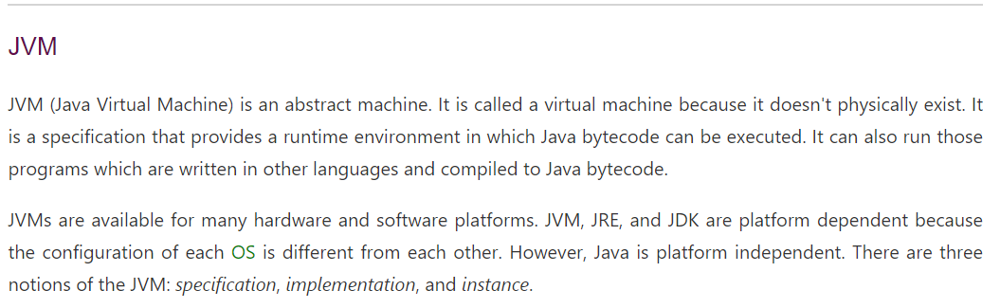 JVM
JVM (Java Virtual Machine) is an abstract machine. It is called a virtual machine because it doesn't physically exist. It
is a specification that provides a runtime environment in which Java bytecode can be executed. It can also run those
programs which are written in other languages and compiled to Java bytecode.
JVMs are available for many hardware and software platforms. JVM, JRE, and JDK are platform dependent because
the configuration of each OS is different from each other. However, Java is platform independent. There are three
notions of the JVM: specification, implementation, and instance.